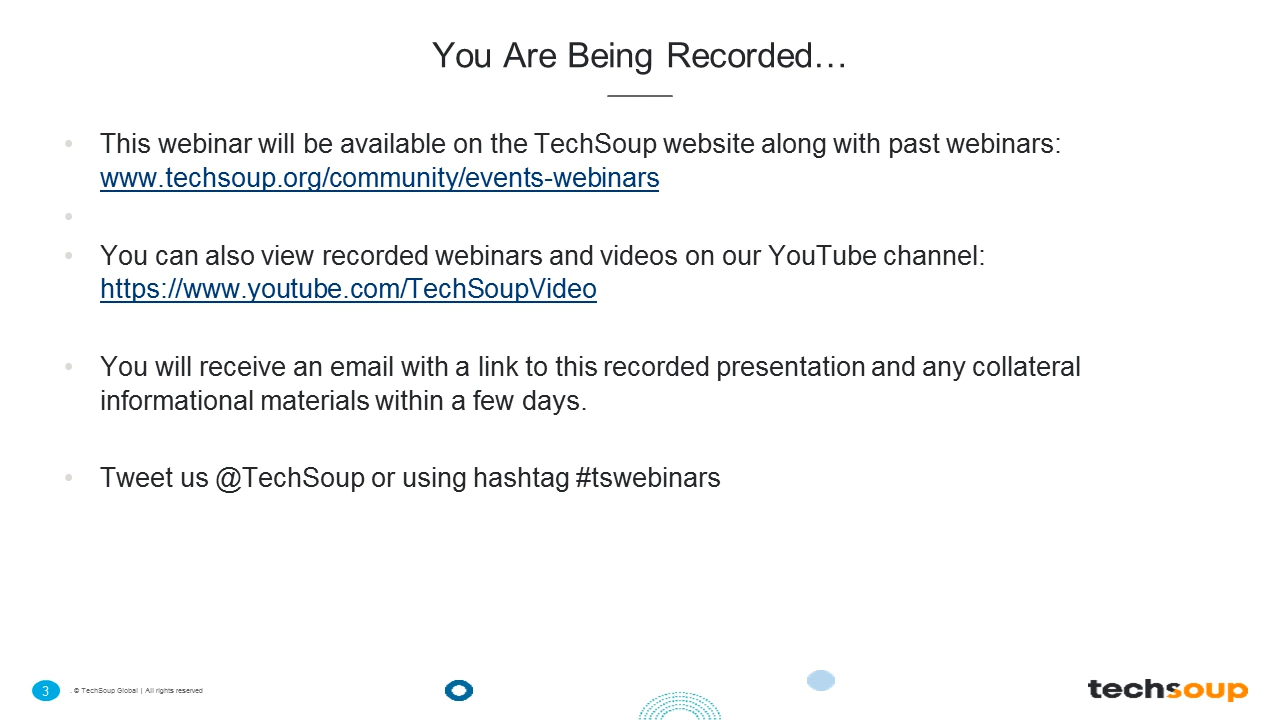 You Are Being Recorded…
• This webinar will be available on the TechSoup website along with past webinars:
www.techsoup.org/community/events-webinars
•
• You can also view recorded webinars and videos on our YouTube channel:
https://www.youtube.com/TechSoupVideo
• You will receive an email with a link to this recorded presentation and any collateral
informational materials within a few days.
• Tweet us @TechSoup or using hashtag #tswebinars
3 . © TechSoup Global | All rights reserved
techsoup